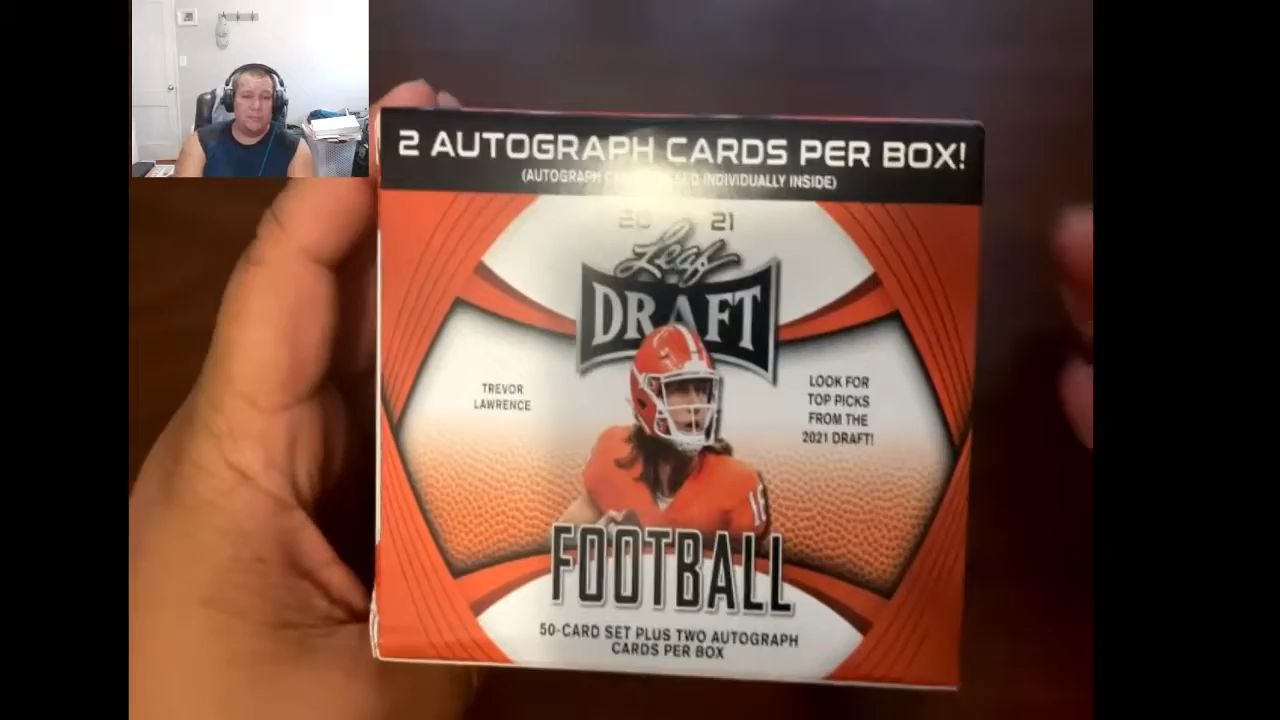 2 AUTOGRAPH CARDS PER BOX!
(AUTOGRAPH INDIVIDUALLY INSIDE)
20 21
Leaf
DRAFT
TREVOR
LAWRENCE
LOOK FOR
TOP PICKS
FROM THE
2021 DRAFT!
FOOTBALL
50-CARD SET PLUS TWO AUTOGRAPH
CARDS PER BOX